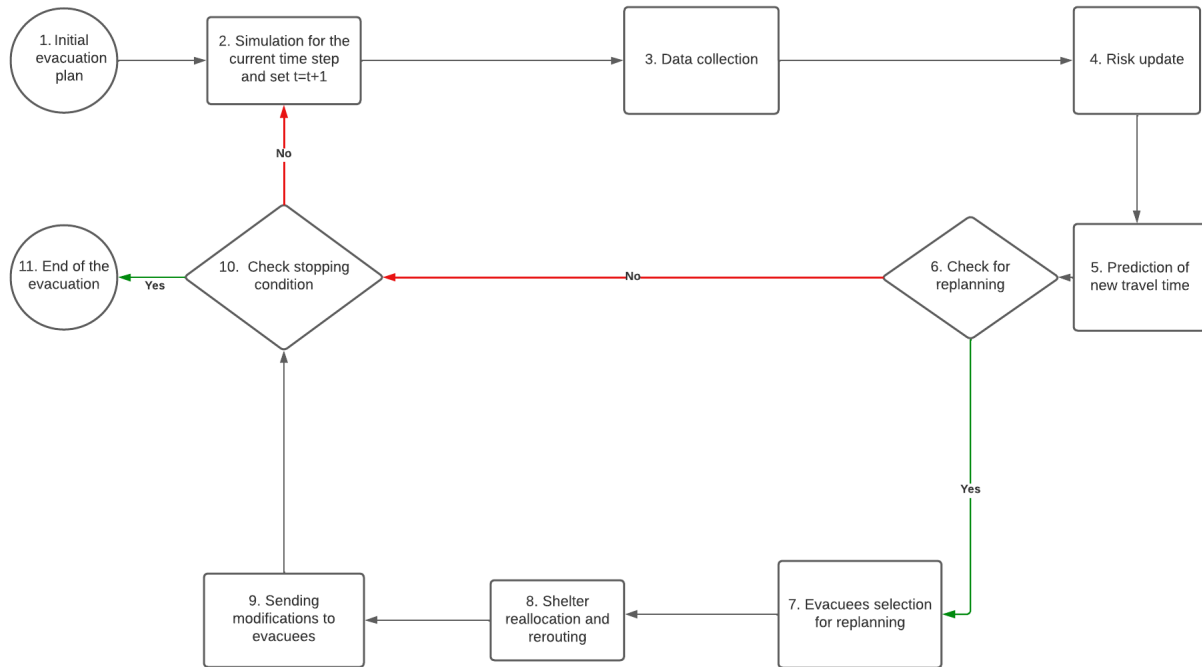 1. Initial
evacuation
plan
2. Simulation for the
current time step
and set t=t+1
3. Data collection
4. Risk update
No
11. End of the
evacuation
Yes
10.  Check stopping
condition
No
6. Check for
replanning
5. Prediction of
new travel time
Yes
9. Sending
modifications to
evacuees
8. Shelter
reallocation and
rerouting
7. Evacuees selection
for replanning